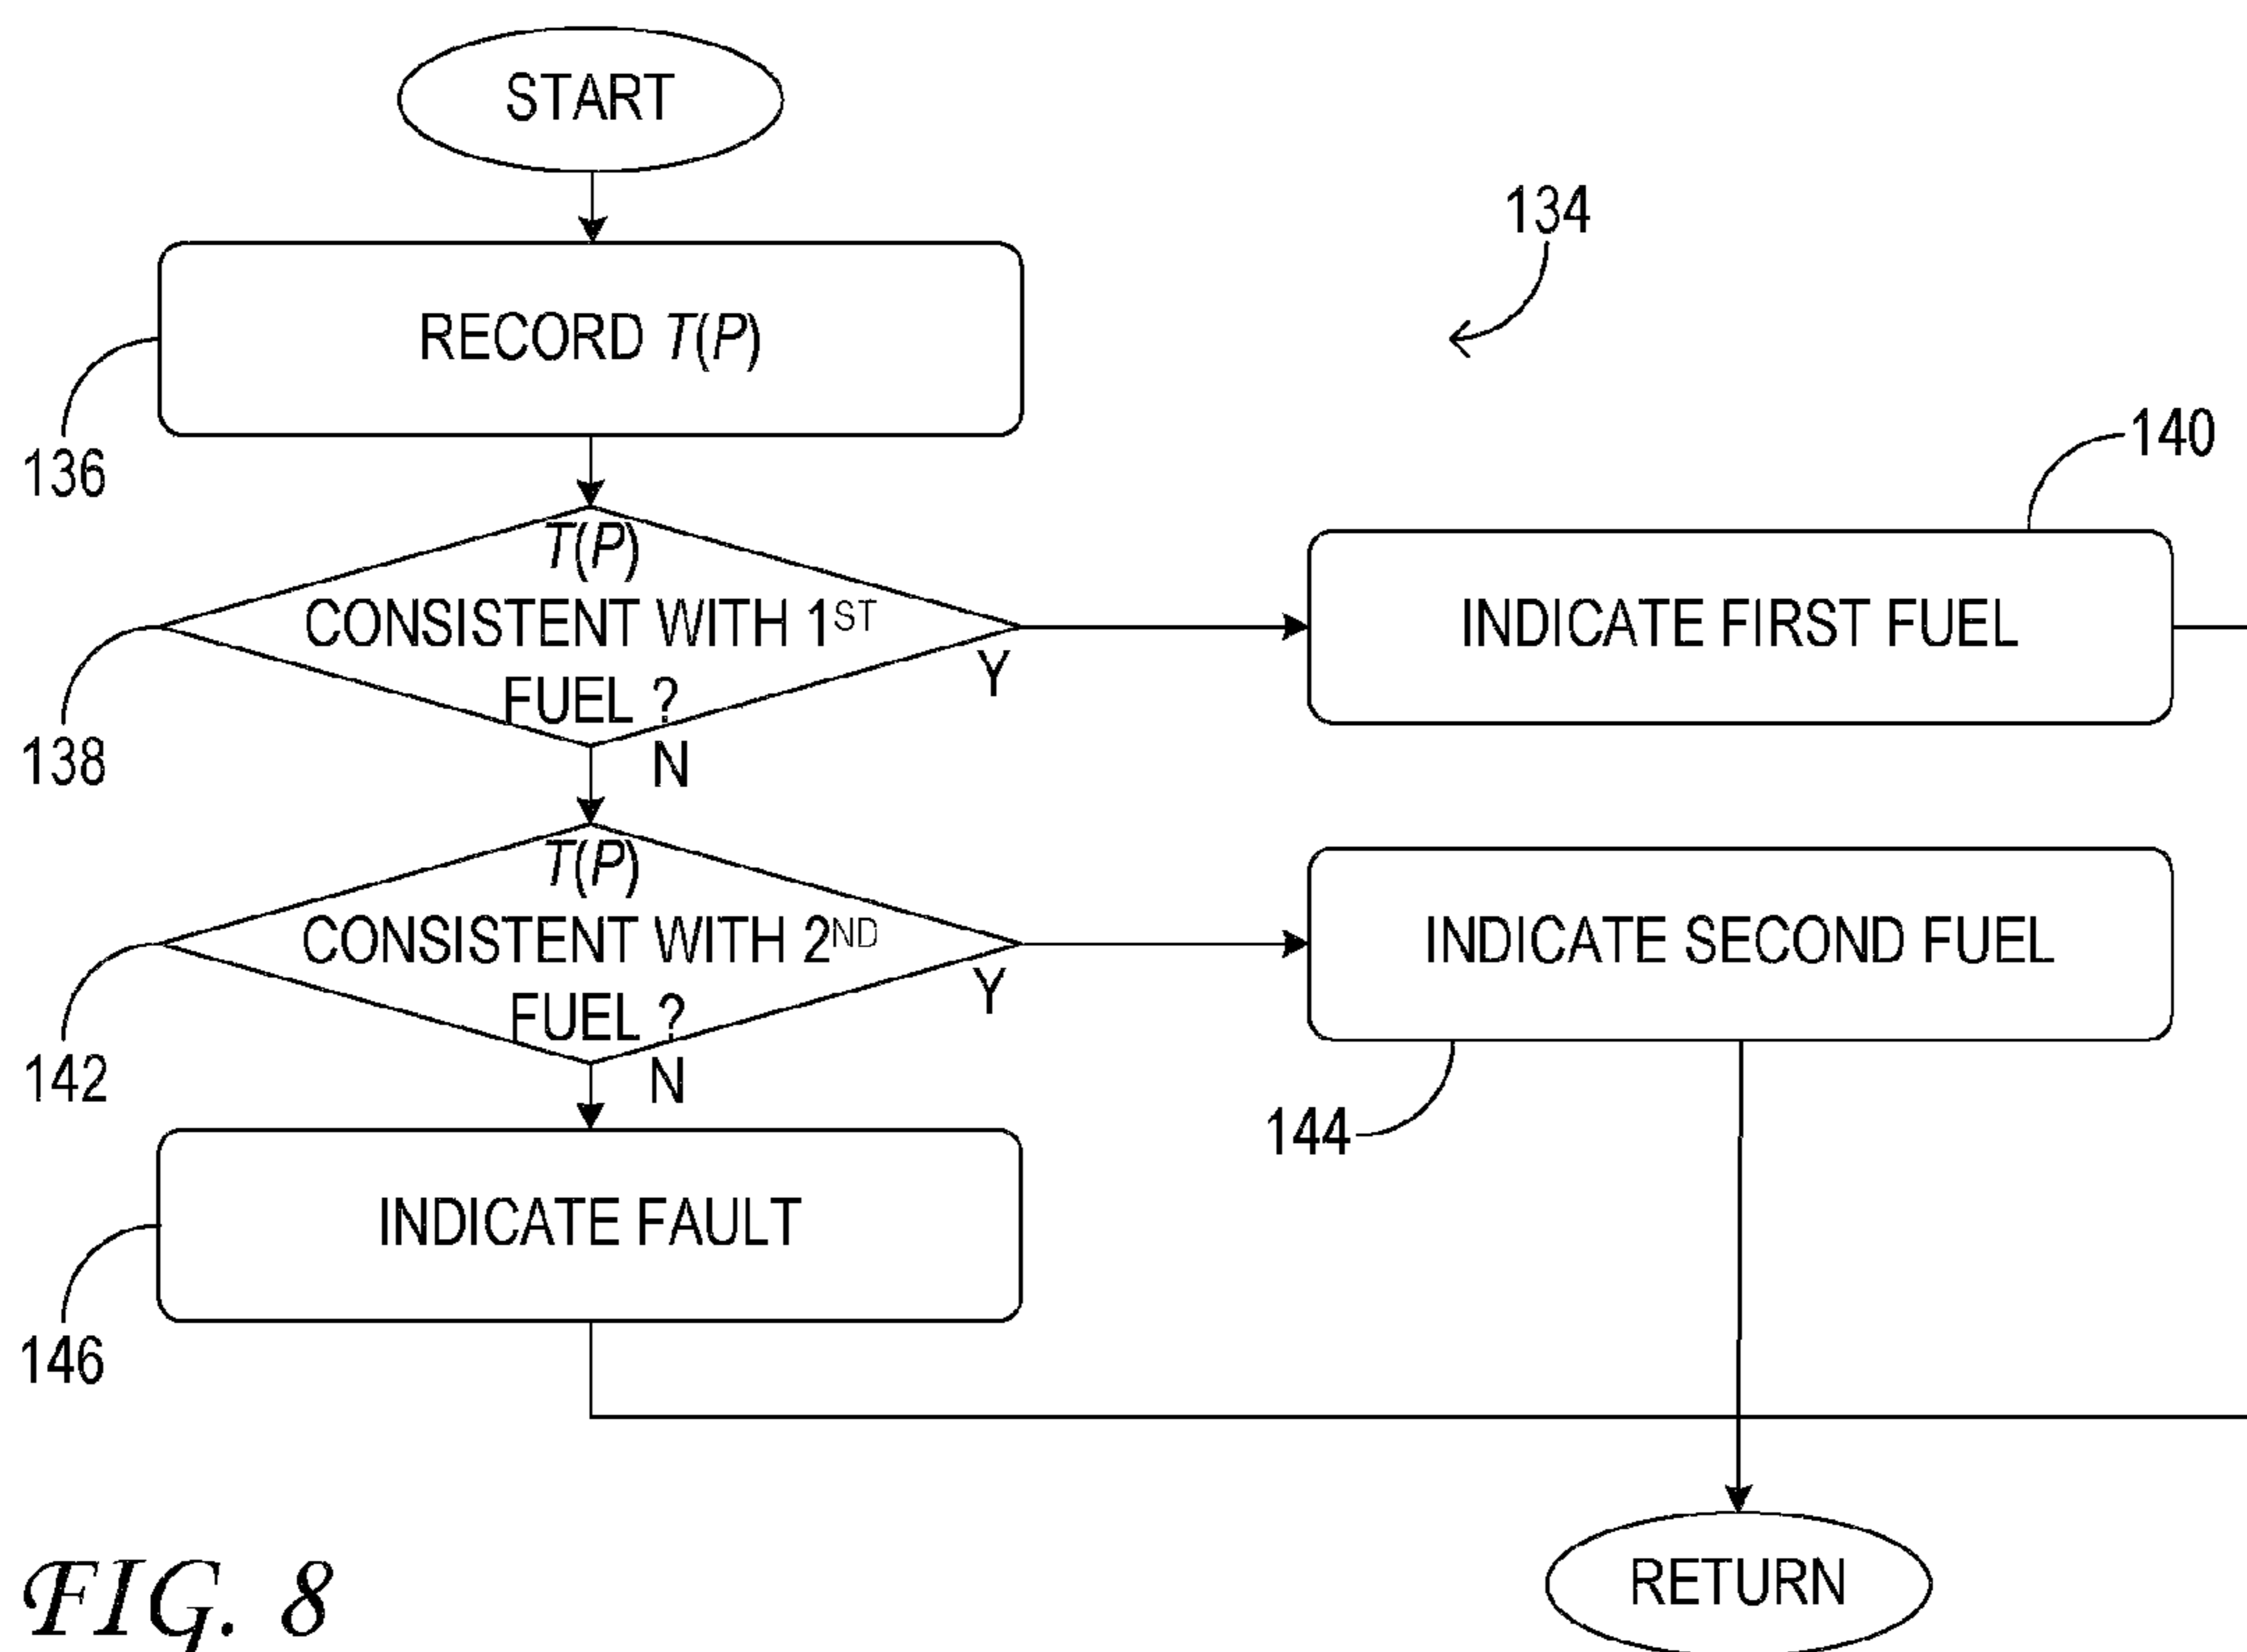 START
134
RECORD T(P)
136
140
T(P)
CONSISTENT WITH 1ST
FUEL ?
Y
INDICATE FIRST FUEL
138
N
T(P)
CONSISTENT WITH 2ND
FUEL ?
Y
INDICATE SECOND FUEL
142
N
144
INDICATE FAULT
146
RETURN
FIG. 8